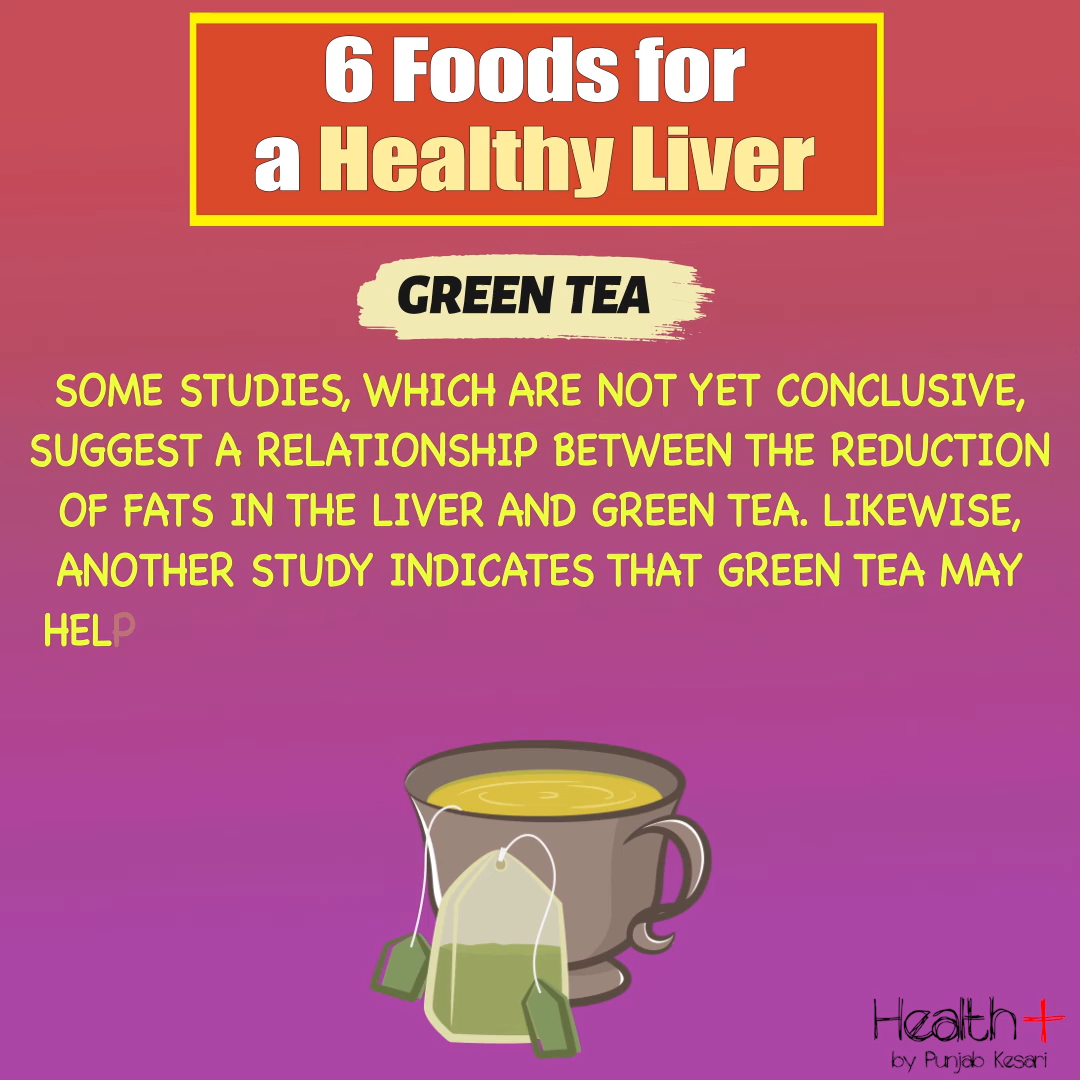 6 Foods for
a Healthy Liver
GREEN TEA
SOME STUDIES, WHICH ARE NOT YET CONCLUSIVE,
SUGGEST A RELATIONSHIP BETWEEN THE REDUCTION
OF FATS IN THE LIVER AND GREEN TEA. LIKEWISE,
ANOTHER STUDY INDICATES THAT GREEN TEA MAY
HELP
Health+
by Punjab Kesari